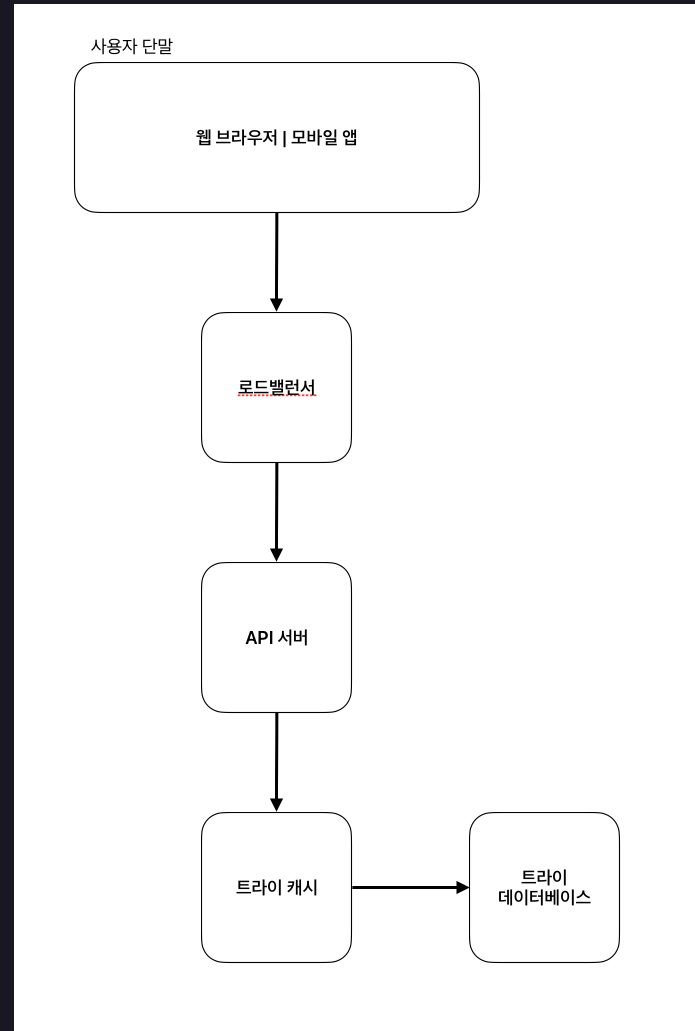 사용자 단말
웹 브라우저 | 모바일 앱
로드밸런서
API 서버
트라이 캐시
트라이
데이터베이스